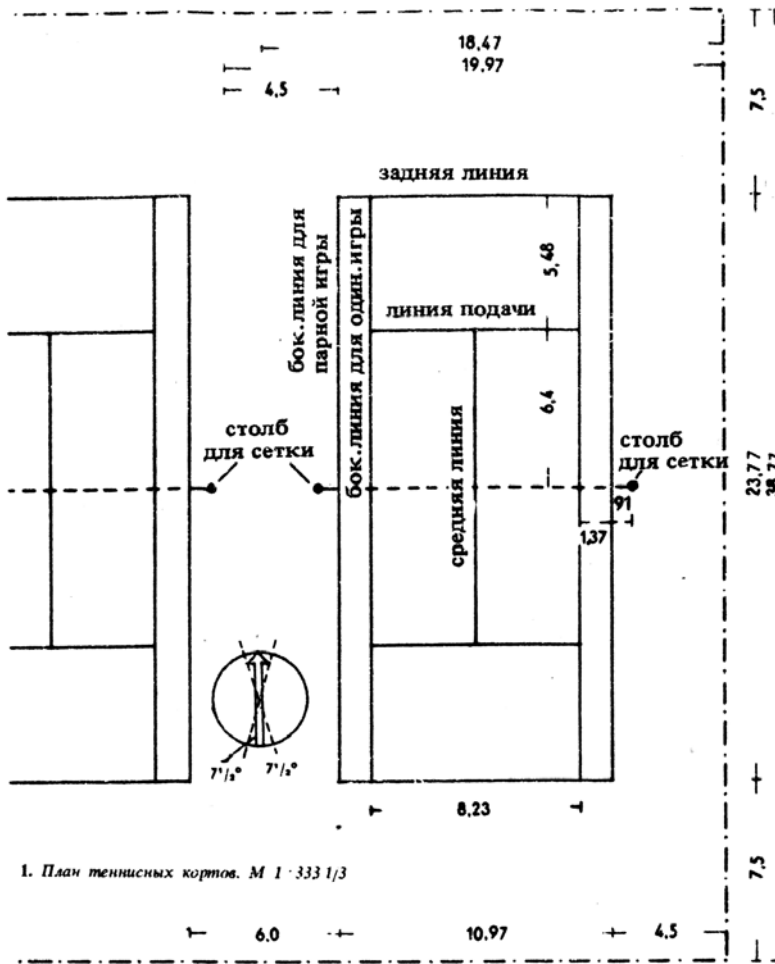 18,47
19,97
4,5
7,5
задняя линия
бок.линия для
парной игры
бок.линия для один.игры
5,48
линия подачи
6,4
средняя линия
столб
для сетки
столб
для сетки
91
1,37
23,77
7½° 7½°
8,23
7,5
1. План теннисных кортов. М 1 : 333 1/3
6,0
10,97
4,5